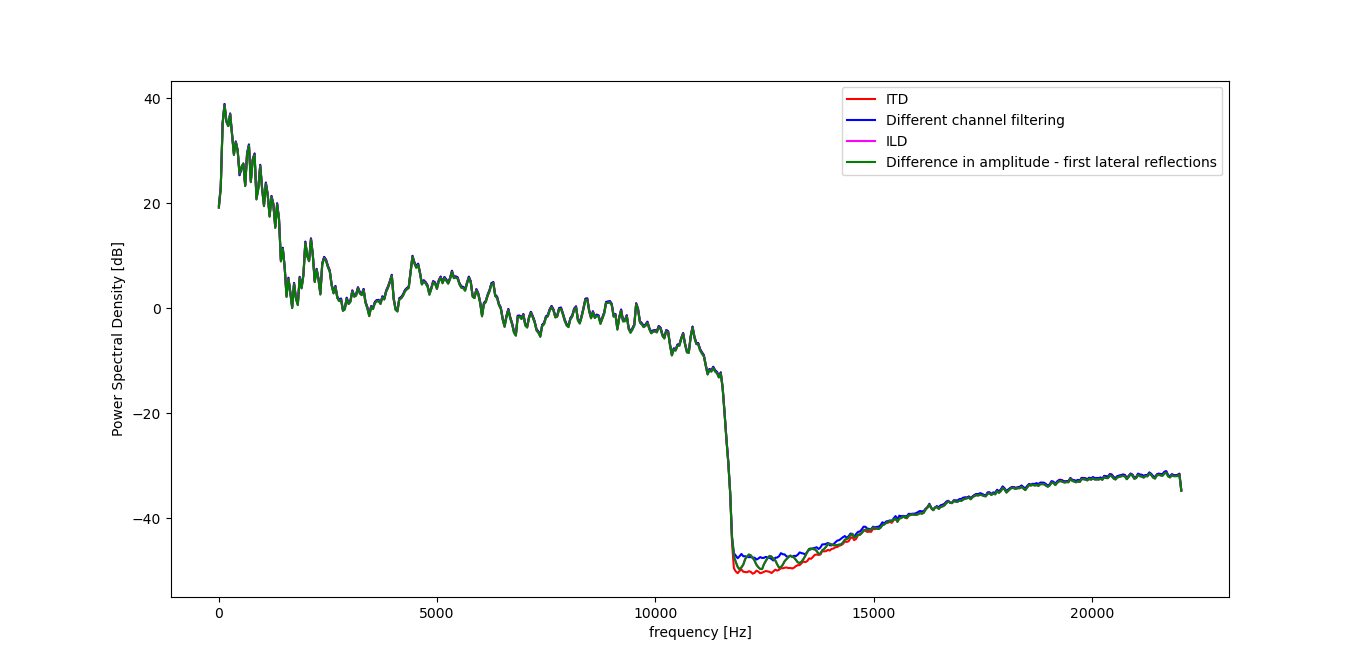 40
20
0
−20
−40
Power Spectral Density [dB]
ITD
Different channel filtering
ILD
Difference in amplitude - first lateral reflections
0 5000 10000 15000 20000
frequency [Hz]